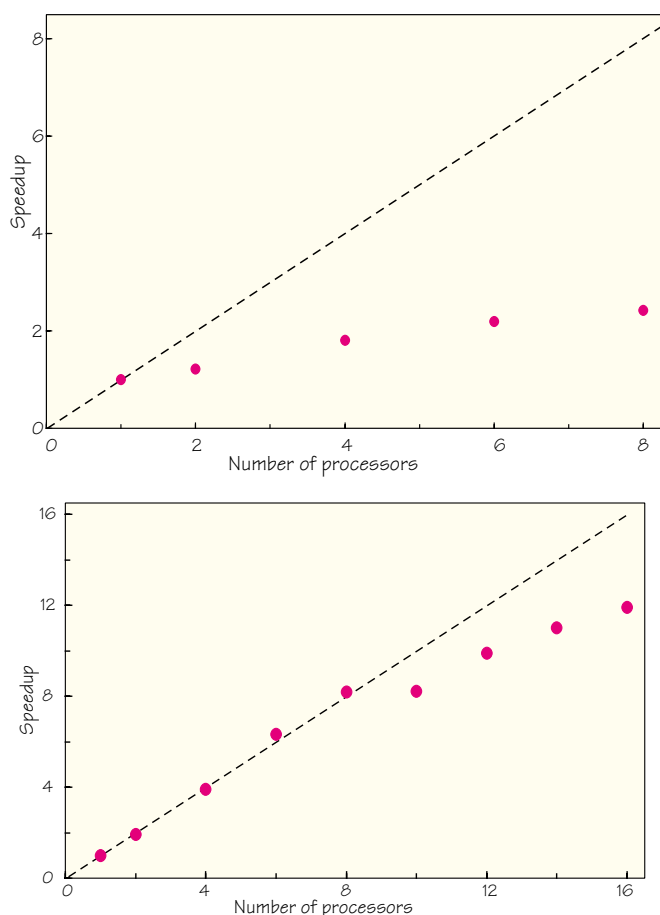 8
6
Speedup
4
2
0
0 2 4 6 8
Number of processors
16
12
Speedup
8
4
0
0 4 8 12 16
Number of processors